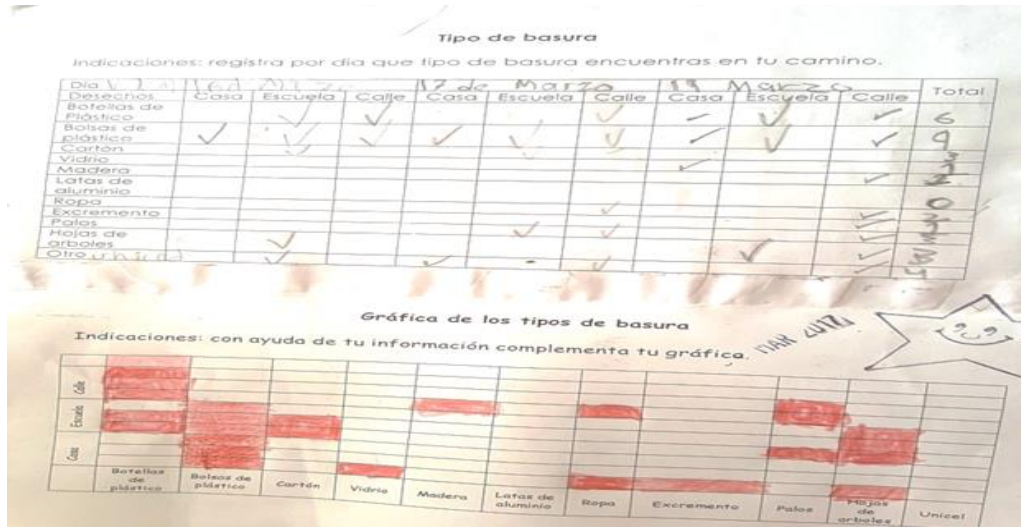 Tipo de basura
Indicaciones: registra por día que tipo de basura encuentras en tu camino.
Día 16 de 17 de Marzo Marzo Total
Desechos Casa Escuela Calle Casa Escuela Calle Casa Escuela Calle
Botellas de Plástico 6
Bolsas de plástico 9
Cartón
Vidrio
Madera
Latas de aluminio
Ropa 0
Excremento
Palos
Hojas de arboles
Otro unicel
Gráfica de los tipos de basura
Indicaciones: con ayuda de tu información complementa tu gráfica.
Calle
Escuela
Casa
Botellas de plástico Bolsas de plástico Cartón Vidrio Madera Latas de aluminio Ropa Excremento Palos Hojas de arboles Unicel